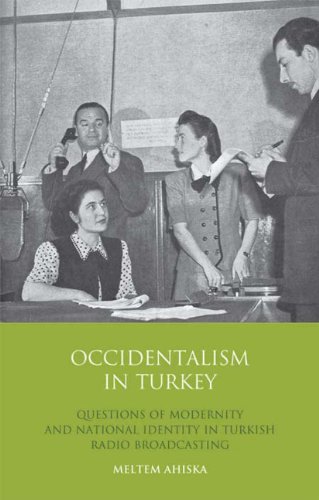 OCCIDENTALISM
IN TURKEY
QUESTIONS OF MODERNITY
AND NATIONAL IDENTITY IN TURKISH
RADIO BROADCASTING
MELTEM AHISKA